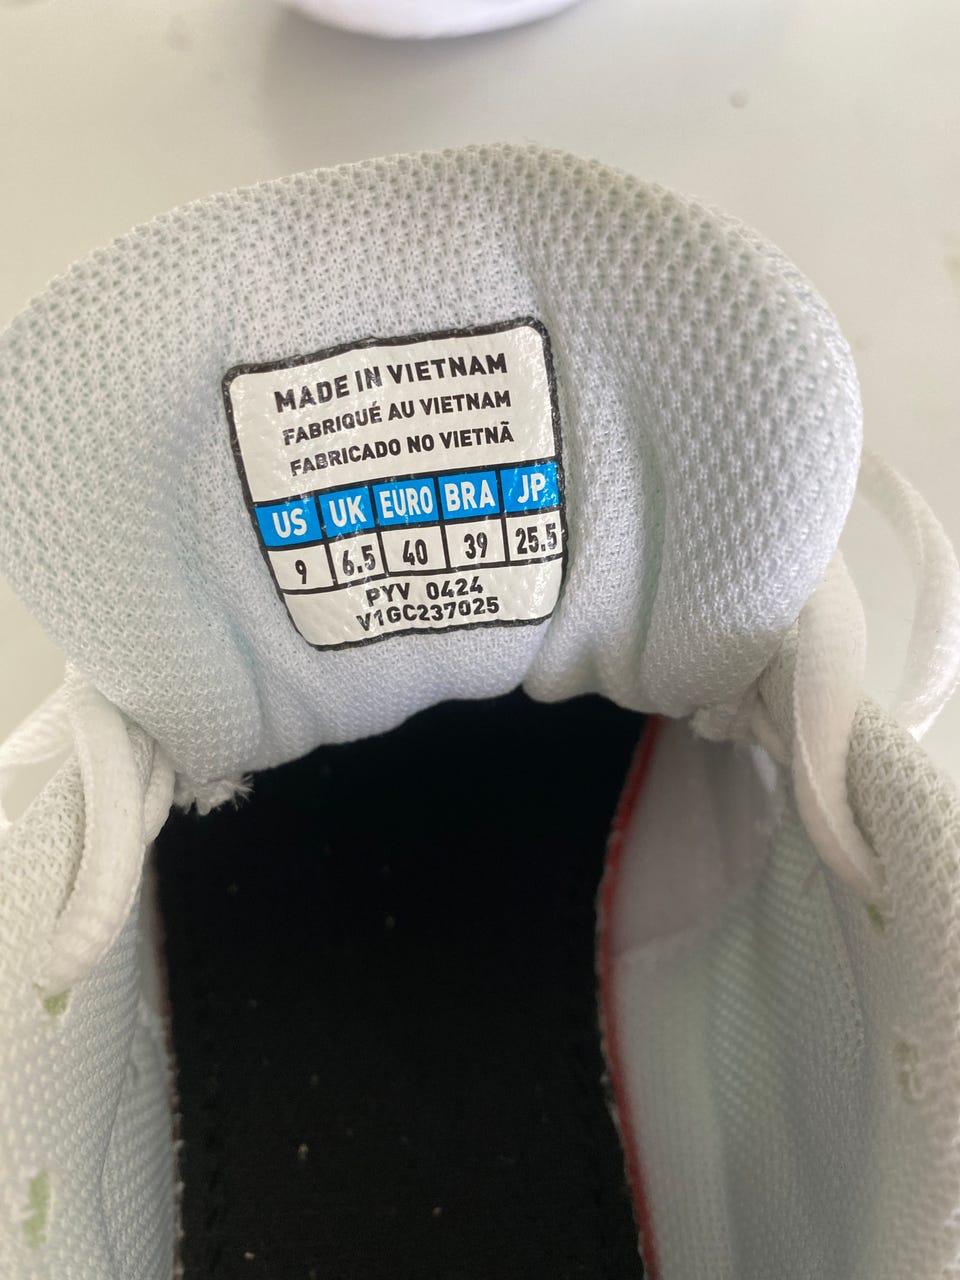 MADE IN VIETNAM
FABRIQUÉ AU VIETNAM
FABRICADO NO VIETNÃ
US UK EURO BRA JP
9 6.5 40 39 25.5
PYV 0424
V1GC237025